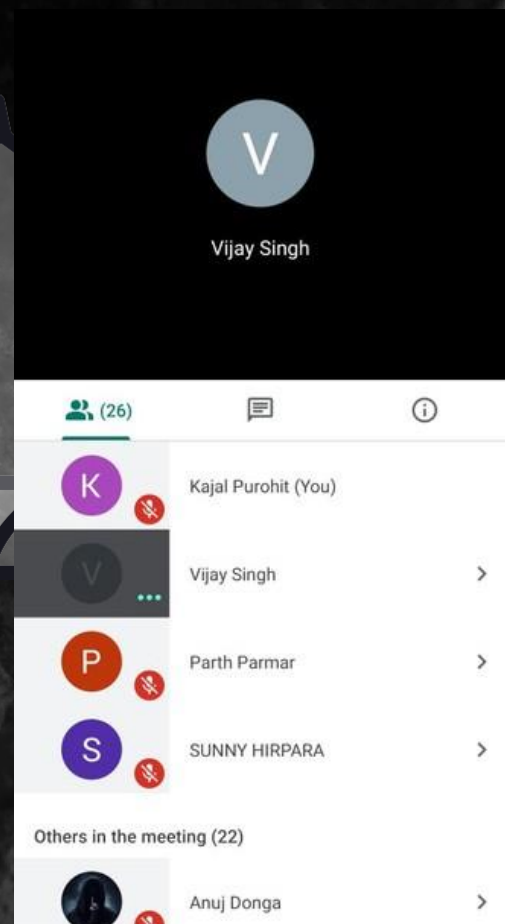 V
Vijay Singh
(26)
K
Kajal Purohit (You)
V
Vijay Singh
P
Parth Parmar
S
SUNNY HIRPARA
Others in the meeting (22)
Anuj Donga